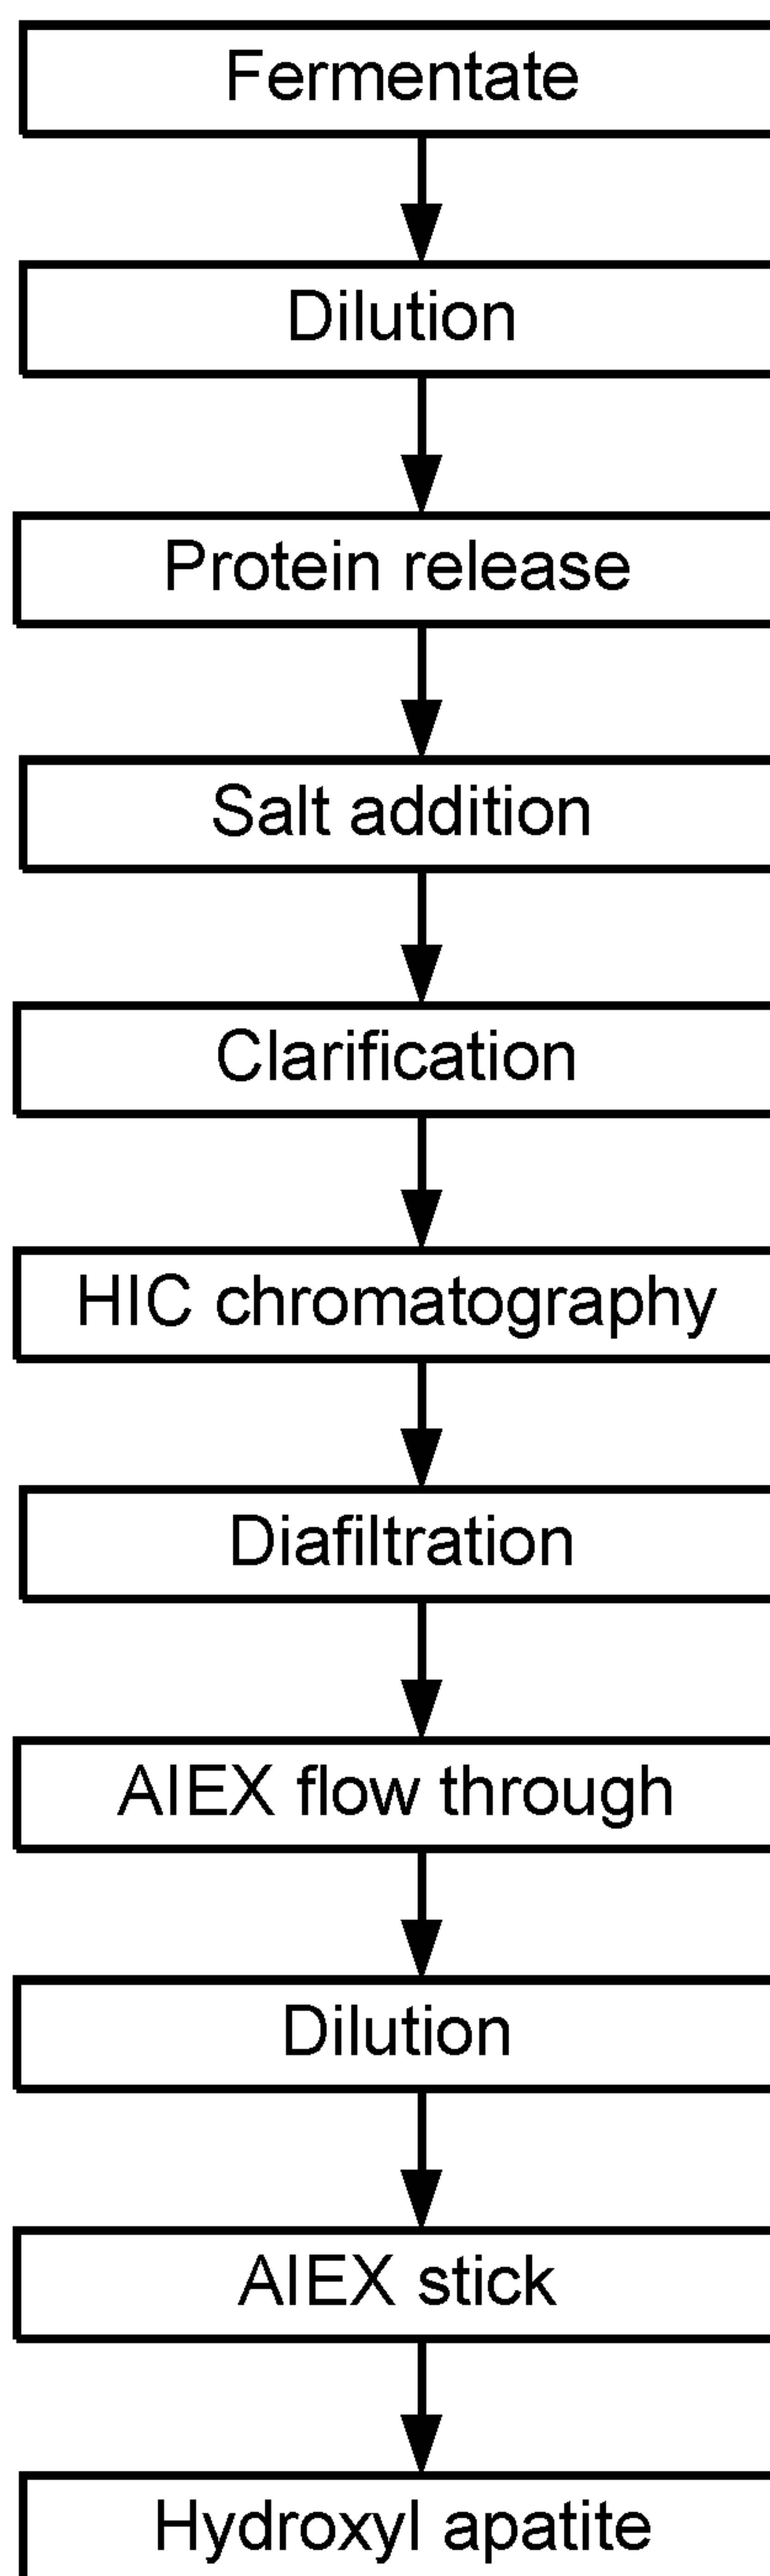 Fermentate
Dilution
Protein release
Salt addition
Clarification
HIC chromatography
Diafiltration
AIEX flow through
Dilution
AIEX stick
Hydroxyl apatite